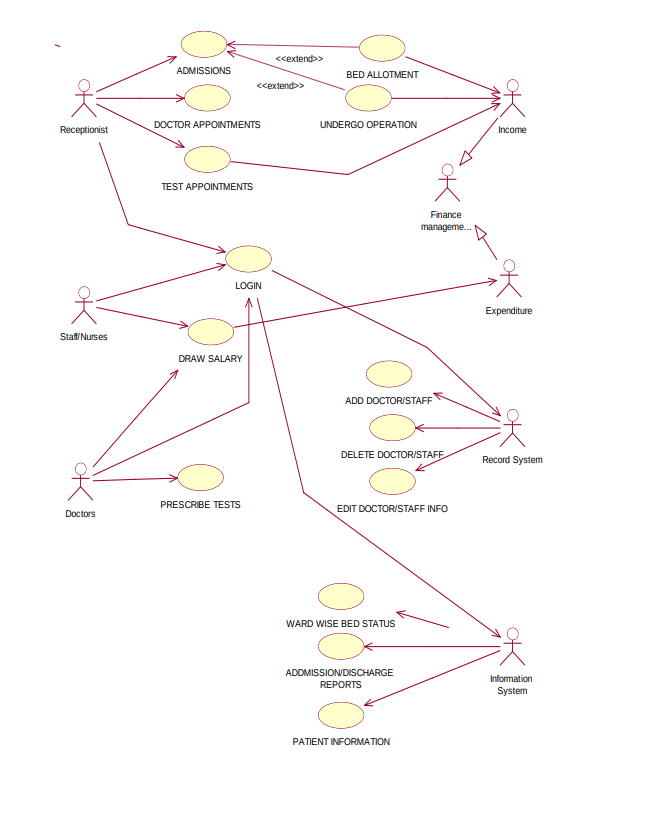 <<extend>>
ADMISSIONS
BED ALLOTMENT
<<extend>>
DOCTOR APPOINTMENTS
UNDERGO OPERATION
Receptionist
Income
TEST APPOINTMENTS
Finance
manageme...
LOGIN
Expenditure
Staff/Nurses
DRAW SALARY
ADD DOCTOR/STAFF
DELETE DOCTOR/STAFF
Record System
PRESCRIBE TESTS
EDIT DOCTOR/STAFF INFO
Doctors
WARD WISE BED STATUS
ADDMISSION/DISCHARGE
REPORTS
Information
System
PATIENT INFORMATION